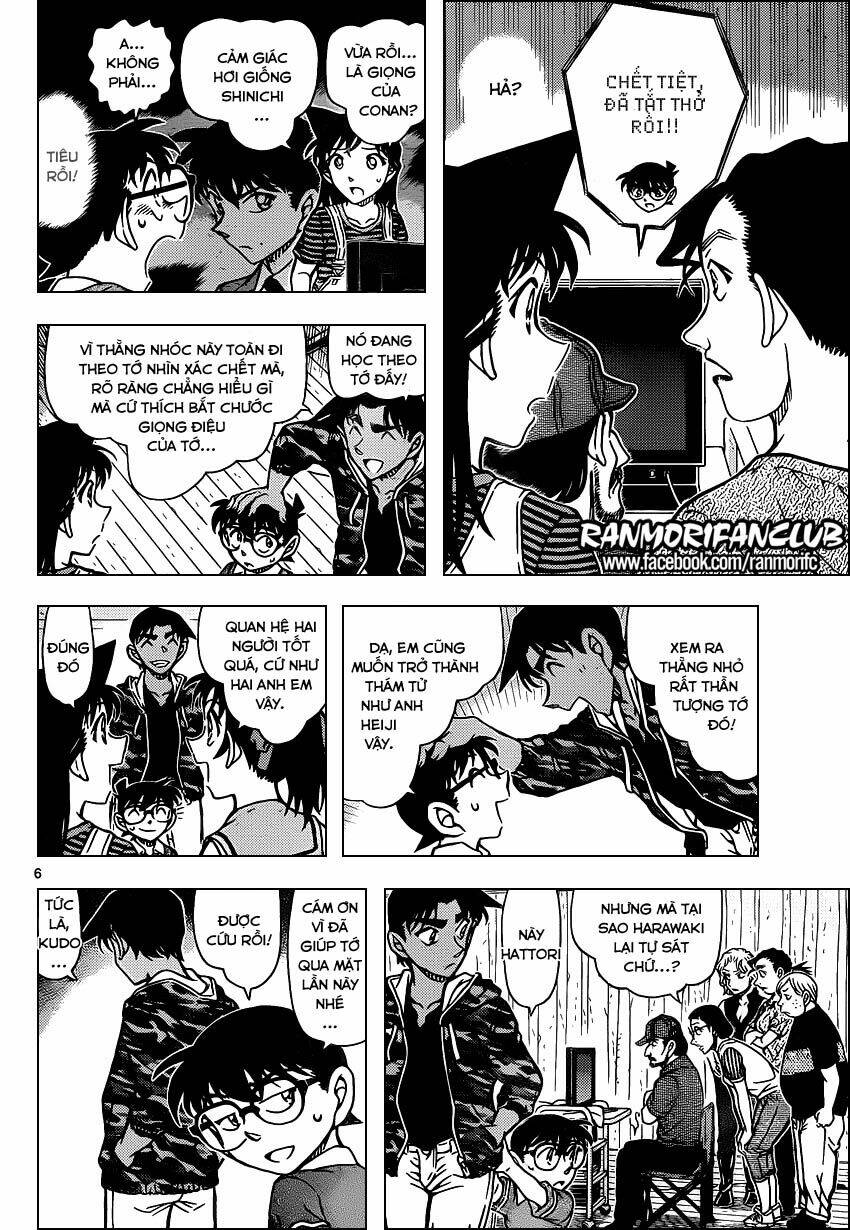 CHẾT TIỆT,
ĐÃ TẮT THỞ
RỒI!!
HẢ?
RANMORIFANCLUB
www.facebook.com/ranmorifc
VỪA RỒI...
LÀ GIỌNG
CỦA
CONAN?
CẢM GIÁC
HƠI GIỐNG
SHINICHI
...
A...
KHÔNG
PHẢI...
TIÊU
RỒI!
NÓ ĐANG
HỌC THEO
TỚ ĐẤY!
VÌ THẰNG NHÓC NÀY TOÀN ĐI
THEO TỚ NHÌN XÁC CHẾT MÀ,
RÕ RÀNG CHẲNG HIỂU GÌ
MÀ CỨ THÍCH BẮT CHƯỚC
GIỌNG ĐIỆU
CỦA TỚ...
XEM RA
THẰNG NHỎ
RẤT THẦN
TƯỢNG TỚ
ĐÓ!
DẠ, EM CŨNG
MUỐN TRỞ THÀNH
THÁM TỬ
NHƯ ANH
HEIJI
VẬY.
QUAN HỆ HAI
NGƯỜI TỐT
QUÁ, CỨ NHƯ
HAI ANH EM
VẬY.
ĐÚNG
ĐÓ
6
NHƯNG MÀ TẠI
SAO HARAWAKI
LẠI TỰ SÁT
CHỨ...?
NÀY
HATTORI
CÁM ƠN
VÌ ĐÃ
GIÚP TỚ
QUA MẶT
LẦN NÀY
NHÉ
...
ĐƯỢC
CỨU RỒI!
TỨC
LÀ,
KUDO
...